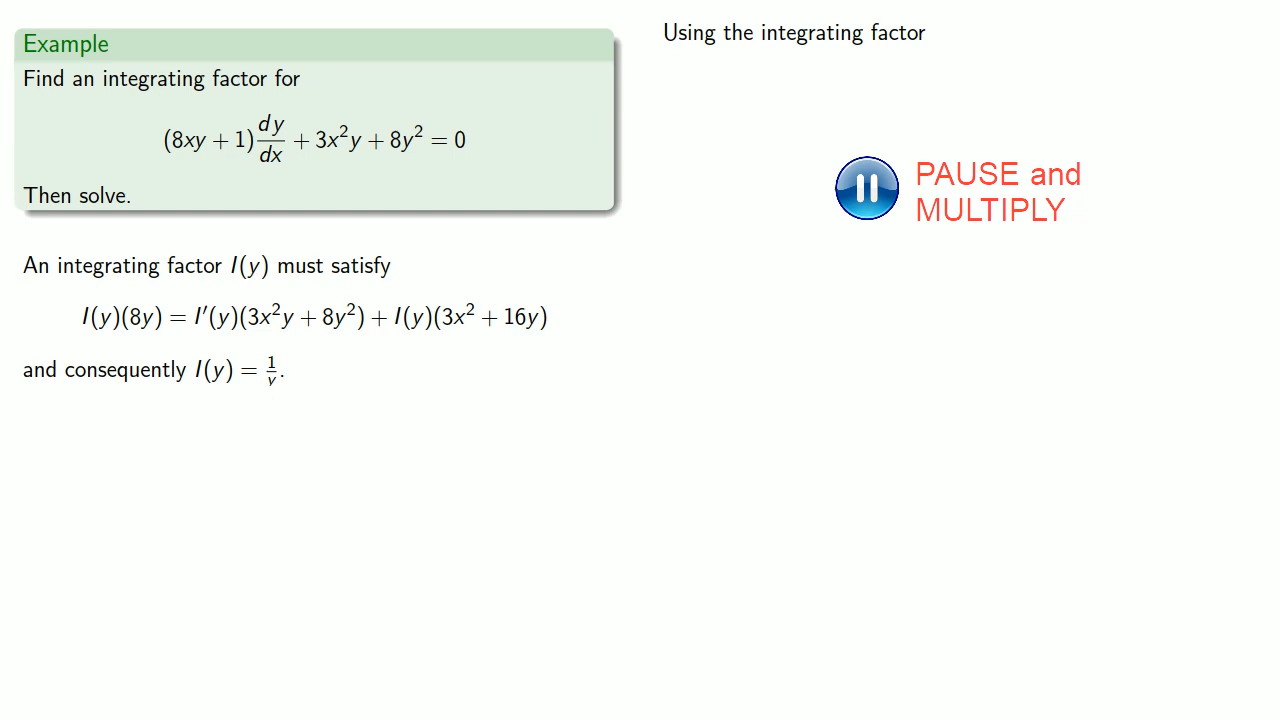 Example
Find an integrating factor for
(8xy + 1) dy/dx + 3x²y + 8y² = 0
Then solve.
An integrating factor I(y) must satisfy
I(y)(8y) = I′(y)(3x²y + 8y²) + I(y)(3x² + 16y)
and consequently I(y) = 1/y.
Using the integrating factor
PAUSE and
MULTIPLY